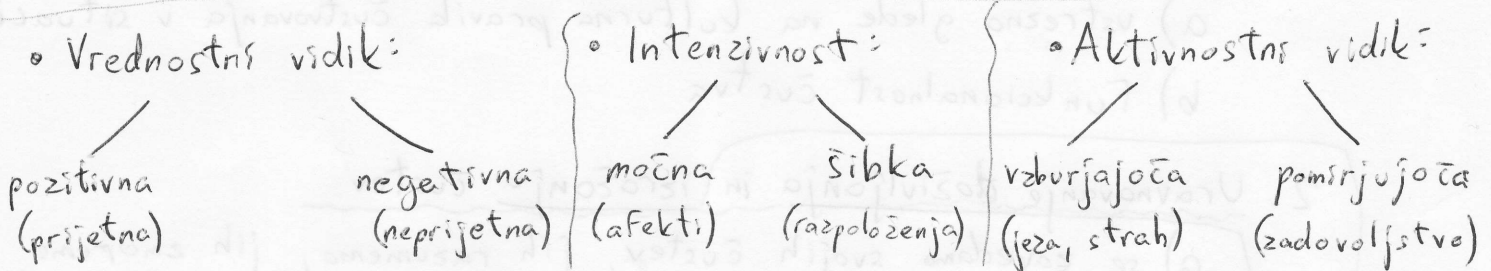 • Vrednostni vidik:
pozitivna negativna
(prijetna) (neprijetna)
• Intenzivnost:
močna šibka
(afekti) (razpoloženja)
• Aktivnostni vidik:
vzburjajoča pomirjujoča
(jeza, strah) (zadovoljstvo)